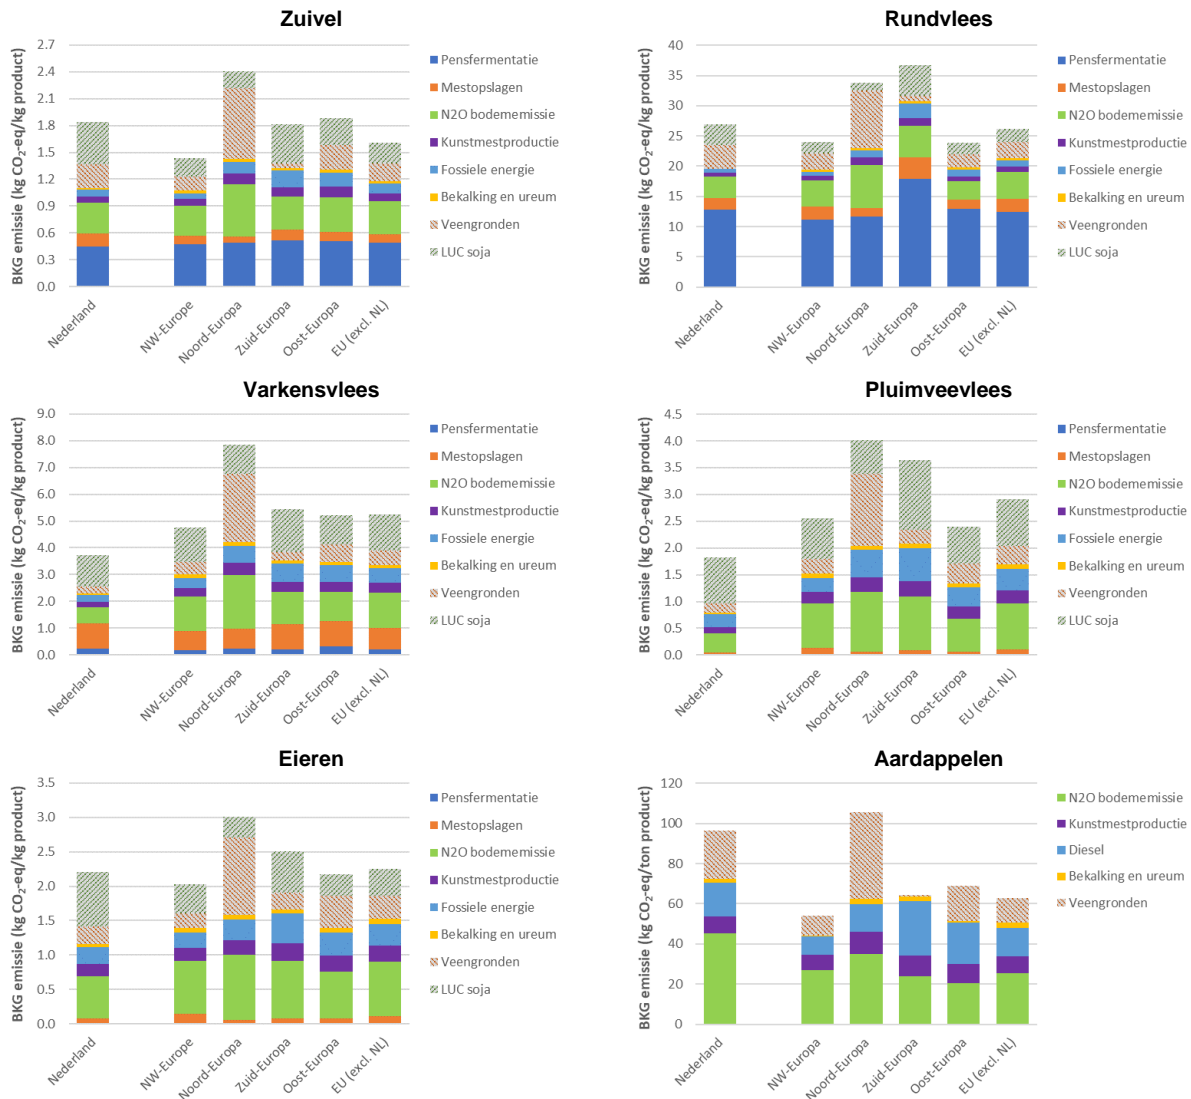 Zuivel
BKG emissie (kg CO2-eq/kg product)
2.7
2.4
2.1
1.8
1.5
1.2
0.9
0.6
0.3
0.0
Nederland
NW-Europe
Noord-Europa
Zuid-Europa
Oost-Europa
EU (excl. NL)
Pensfermentatie
Mestopslagen
N2O bodememissie
Kunstmestproductie
Fossiele energie
Bekalking en ureum
Veengronden
LUC soja
Rundvlees
BKG emissie (kg CO2-eq/kg product)
40
35
30
25
20
15
10
5
0
Nederland
NW-Europa
Noord-Europa
Zuid-Europa
Oost-Europa
EU (excl. NL)
Pensfermentatie
Mestopslagen
N2O bodememissie
Kunstmestproductie
Fossiele energie
Bekalking en ureum
Veengronden
LUC soja
Varkensvlees
BKG emissie (kg CO2-eq/kg product)
9.0
8.0
7.0
6.0
5.0
4.0
3.0
2.0
1.0
0.0
Nederland
NW-Europe
Noord-Europa
Zuid-Europa
Oost-Europa
EU (excl. NL)
Pensfermentatie
Mestopslagen
N2O bodememissie
Kunstmestproductie
Fossiele energie
Bekalking en ureum
Veengronden
LUC soja
Pluimveevlees
BKG emissie (kg CO2-eq/kg product)
4.5
4.0
3.5
3.0
2.5
2.0
1.5
1.0
0.5
0.0
Nederland
NW-Europe
Noord-Europa
Zuid-Europa
Oost-Europa
EU (excl. NL)
Pensfermentatie
Mestopslagen
N2O bodememissie
Kunstmestproductie
Fossiele energie
Bekalking en ureum
Veengronden
LUC soja
Eieren
BKG emissie (kg CO2-eq/kg product)
3.5
3.0
2.5
2.0
1.5
1.0
0.5
0.0
Nederland
NW-Europe
Noord-Europa
Zuid-Europa
Oost-Europa
EU (excl. NL)
Pensfermentatie
Mestopslagen
N2O bodememissie
Kunstmestproductie
Fossiele energie
Bekalking en ureum
Veengronden
LUC soja
Aardappelen
BKG emissie (kg CO2-eq/ton product)
120
100
80
60
40
20
0
Nederland
NW-Europa
Noord-Europa
Zuid-Europa
Oost-Europa
EU (excl. NL)
N2O bodememissie
Kunstmestproductie
Diesel
Bekalking en ureum
Veengronden